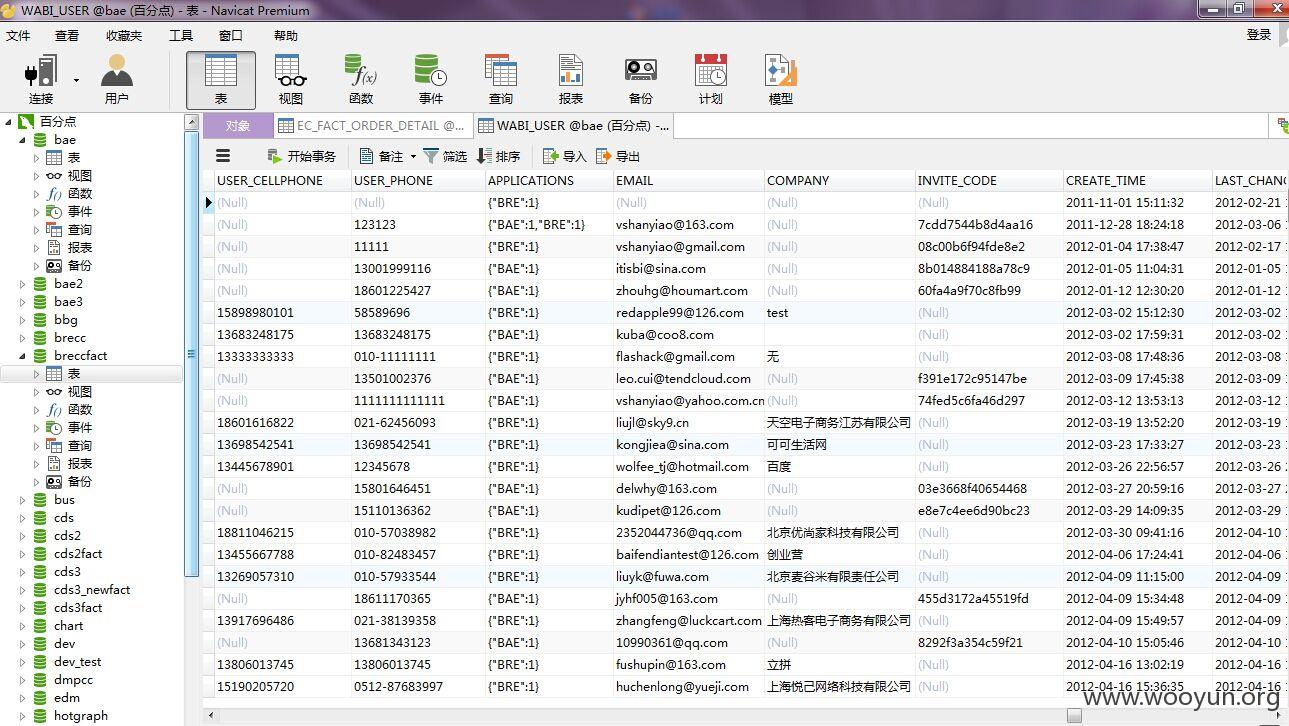 WABI_USER @bae (百分点) - 表 - Navicat Premium
文件 查看 收藏夹 工具 窗口 帮助 登录
连接 用户 表 视图 函数 事件 查询 报表 备份 计划 模型
百分点
bae
表
视图
函数
事件
查询
报表
备份
bae2
bae3
bbg
brecc
breccfact
表
视图
函数
事件
查询
报表
备份
bus
cds
cds2
cds2fact
cds3
cds3_newfact
cds3fact
chart
dev
dev_test
dmpcc
edm
hotgraph
对象 EC_FACT_ORDER_DETAIL @... WABI_USER @bae (百分点) -...
开始事务 备注 筛选 排序 导入 导出
USER_CELLPHONE USER_PHONE APPLICATIONS EMAIL COMPANY INVITE_CODE CREATE_TIME LAST_CHANG
(Null) (Null) {"BRE":1} (Null) (Null) (Null) 2011-11-01 15:11:32 2012-02-21
(Null) 123123 {"BAE":1,"BRE":1} vshanyiao@163.com (Null) 7cdd7544b8d4aa16 2011-12-28 18:24:18 2012-03-06
(Null) 11111 {"BRE":1} vshanyiao@gmail.com (Null) 08c00b6f94fde8e2 2012-01-04 17:38:47 2012-02-17
(Null) 13001999116 {"BRE":1} itisbi@sina.com (Null) 8b014884188a78c9 2012-01-05 11:04:31 2012-01-05
(Null) 18601225427 {"BRE":1} zhouhg@houmart.com (Null) 60fa4a9f70c8fb99 2012-01-12 12:30:20 2012-01-12
15898980101 58589696 {"BRE":1} redapple99@126.com test (Null) 2012-03-02 15:12:30 2012-03-02
13683248175 13683248175 {"BRE":1} kuba@coo8.com (Null) 2012-03-02 17:59:31 2012-03-02
13333333333 010-11111111 {"BRE":1} flashack@gmail.com 无 (Null) 2012-03-08 17:48:36 2012-03-08
(Null) 13501002376 {"BAE":1} leo.cui@tendcloud.com (Null) f391e172c95147be 2012-03-09 17:45:38 2012-03-09
(Null) 1111111111111 {"BAE":1} vshanyiao@yahoo.com.cn (Null) 74fed5c6fa46d297 2012-03-12 13:53:13 2012-03-12
18601616822 021-62456093 {"BRE":1} liujl@sky9.cn 天空电子商务江苏有限公司 (Null) 2012-03-19 13:52:20 2012-03-19
13698542541 13698542541 {"BRE":1} kongjiea@sina.com 可可生活网 (Null) 2012-03-23 17:33:27 2012-03-23
13445678901 12345678 {"BRE":1} wolfee_tj@hotmail.com 百度 (Null) 2012-03-26 22:56:57 2012-03-26
(Null) 15801646451 {"BAE":1} delwhy@163.com (Null) 03e3668f40654468 2012-03-27 20:59:16 2012-03-27
(Null) 15110136362 {"BAE":1} kudipet@126.com (Null) e8e7c4ee6d90bc23 2012-03-29 14:09:35 2012-03-29
18811046215 010-57038982 {"BRE":1} 2352044736@qq.com 北京优尚家科技有限公司 (Null) 2012-03-30 09:41:16 2012-04-10
13455667788 010-82483457 {"BRE":1} baifendiantest@126.com 创业营 (Null) 2012-04-06 17:24:41 2012-04-06
13269057310 010-57933544 {"BRE":1} liuyk@fuwa.com 北京麦谷米有限责任公司 (Null) 2012-04-09 11:15:00 2012-04-09
(Null) 18611170365 {"BAE":1} jyhf005@163.com (Null) 455d3172a45519fd 2012-04-09 15:34:48 2012-04-09
13917696486 021-38139358 {"BRE":1} zhangfeng@luckcart.com 上海热客电子商务有限公司 (Null) 2012-04-09 15:49:57 2012-04-09
(Null) 13681343123 {"BAE":1} 10990361@qq.com (Null) 8292f3a354c59f21 2012-04-10 15:05:46 2012-04-10
13806013745 13806013745 {"BRE":1} fushupin@163.com 立拼 (Null) 2012-04-16 13:02:19 2012-04-16
15190205720 0512-87683997 {"BRE":1} huchenlong@yueji.com 上海悦己网络科技有限公司 (Null) 2012-04-16 15:36:35 2012-04-16
www.wooyun.org